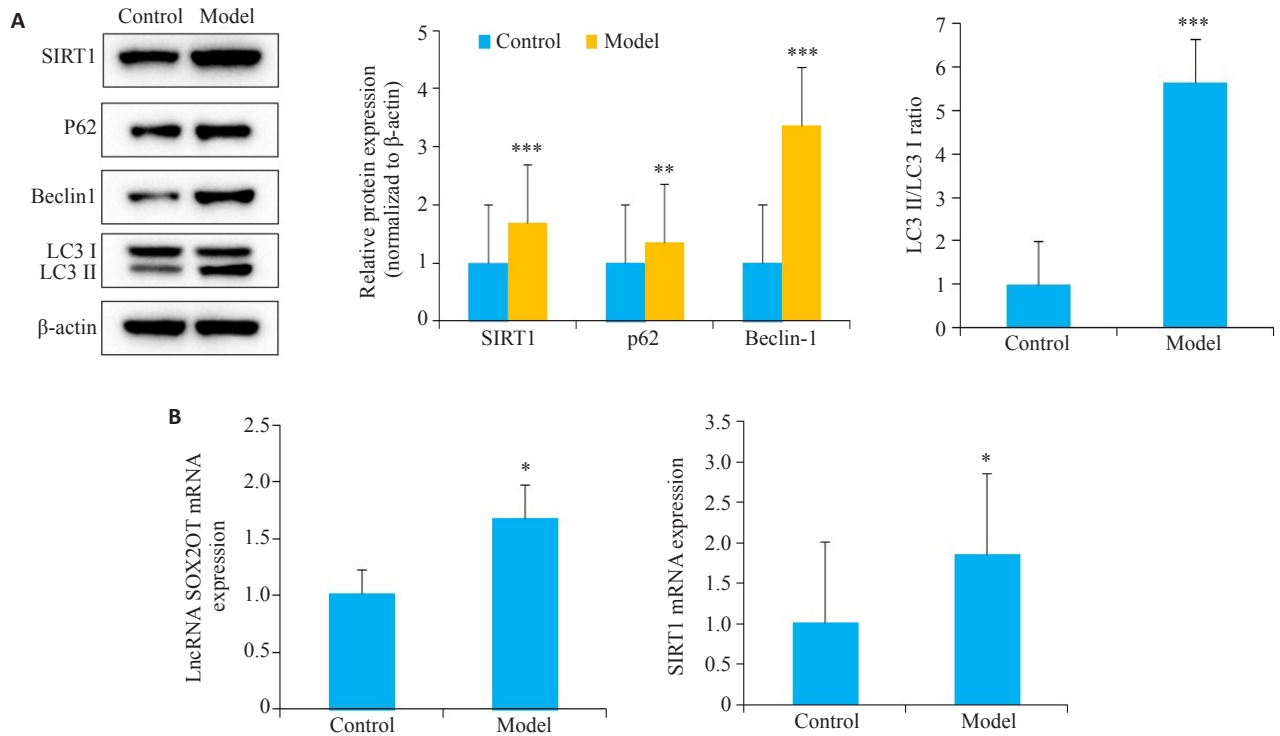 A
Control Model
SIRT1
P62
Beclin1
LC3 I
LC3 II
β-actin
Relative protein expression
(normalizad to β-actin)
5
4
3
2
1
0
Control Model
***
**
***
SIRT1 p62 Beclin-1
LC3 II/LC3 I ratio
7
6
5
4
3
2
1
0
***
Control Model
B
LncRNA SOX2OT mRNA
expression
2.5
2.0
1.5
1.0
0.5
0
*
Control Model
SIRT1 mRNA expression
3.5
3.0
2.5
2.0
1.5
1.0
0.5
0
*
Control Model